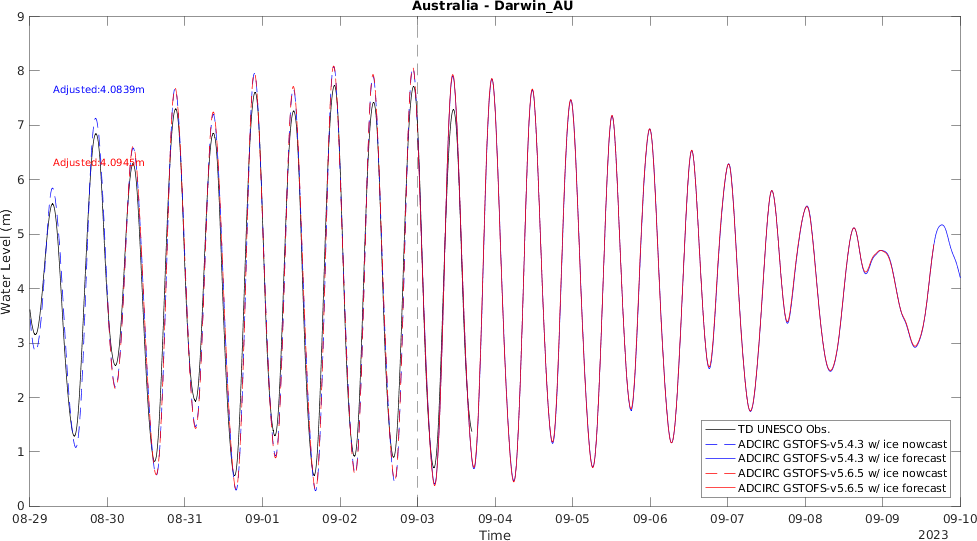 Australia - Darwin_AU
9
8
7
6
5
4
3
2
1
0
Water Level (m)
Adjusted:4.0839m
Adjusted:4.0945m
TD UNESCO Obs.
ADCIRC GSTOFS-v5.4.3 w/ ice nowcast
ADCIRC GSTOFS-v5.4.3 w/ ice forecast
ADCIRC GSTOFS-v5.6.5 w/ ice nowcast
ADCIRC GSTOFS-v5.6.5 w/ ice forecast
08-29 08-30 08-31 09-01 09-02 09-03 09-04 09-05 09-06 09-07 09-08 09-09 09-10
Time
2023